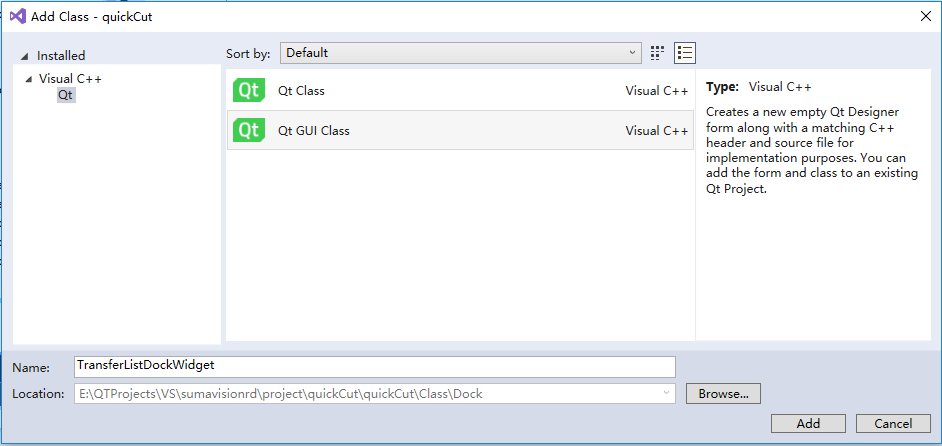 Add Class - quickCut
Installed
Visual C++
Qt
Sort by:
Default
Qt Qt Class Visual C++
Qt Qt GUI Class Visual C++
Type: Visual C++
Creates a new empty Qt Designer
form along with a matching C++
header and source file for
implementation purposes. You can
add the form and class to an existing
Qt Project.
Name: TransferListDockWidget
Location: E:\QTProjects\VS\sumavisionrd\project\quickCut\quickCut\Class\Dock
Browse...
Add
Cancel